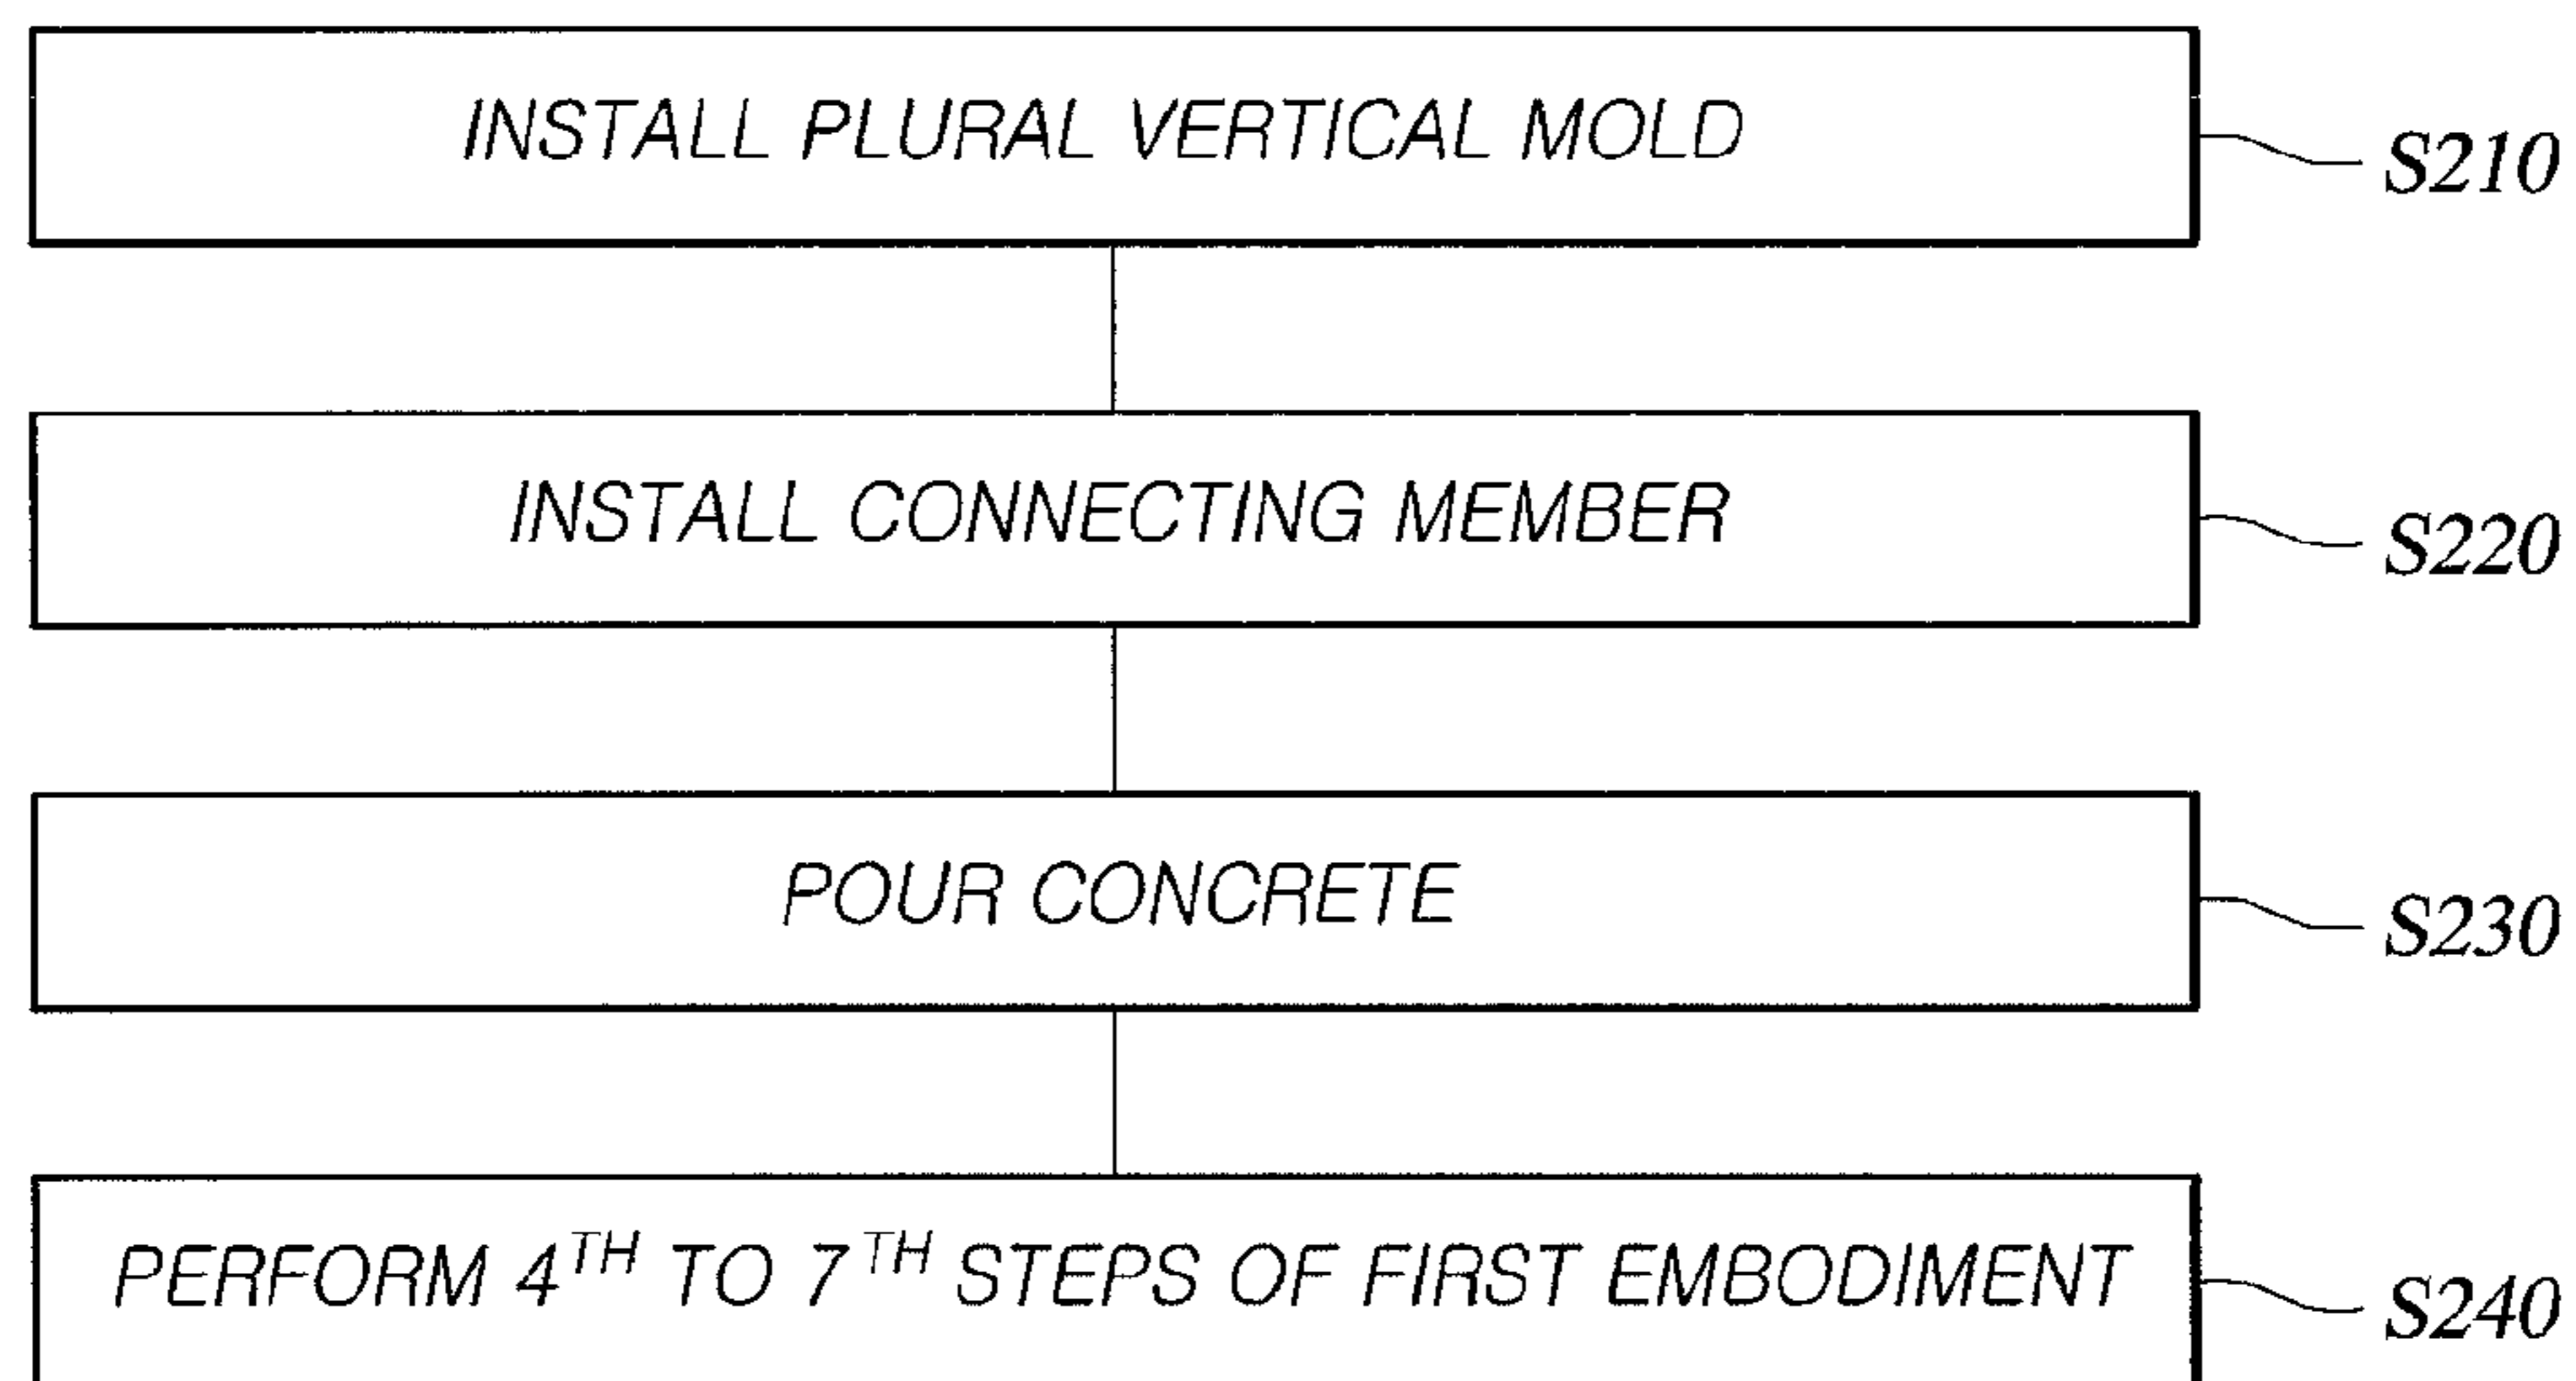 INSTALL PLURAL VERTICAL MOLD
S210
INSTALL CONNECTING MEMBER
S220
POUR CONCRETE
S230
PERFORM 4TH TO 7TH STEPS OF FIRST EMBODIMENT
S240